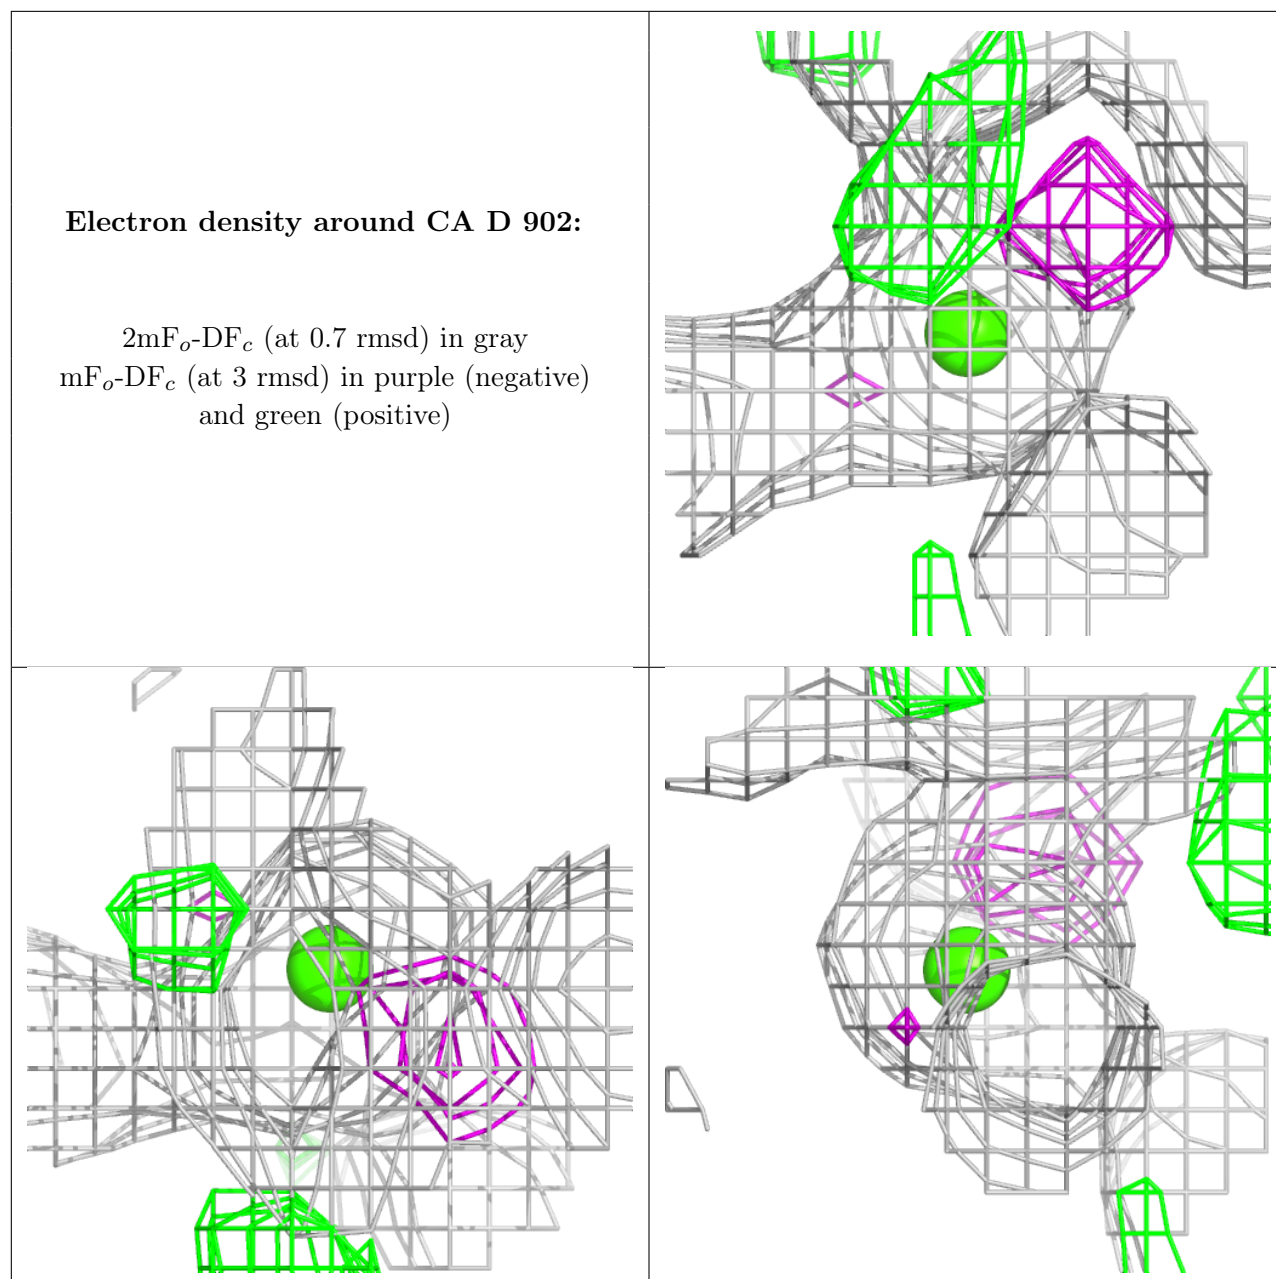 Electron density around CA D 902:
2mFₒ-DF𝒸 (at 0.7 rmsd) in gray
mFₒ-DF𝒸 (at 3 rmsd) in purple (negative)
and green (positive)